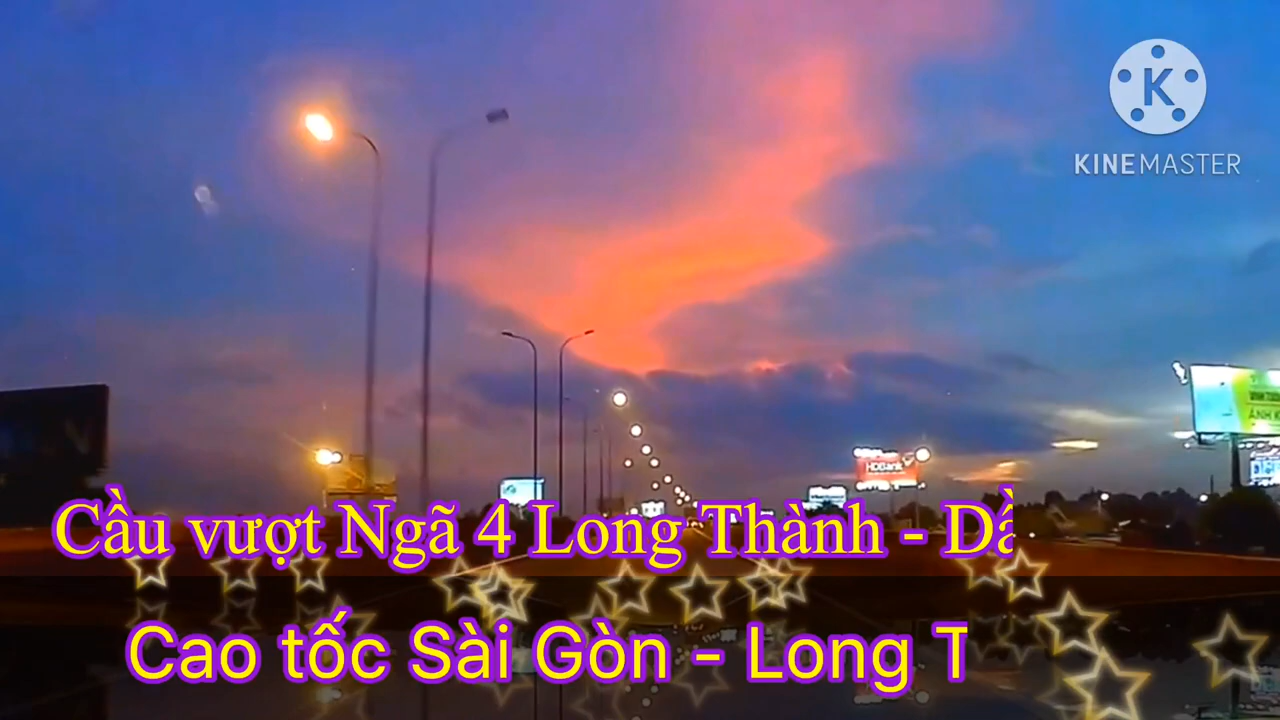 KINEMASTER
HDBank
Cầu vượt Ngã 4 Long Thành - Dầ
Cao tốc Sài Gòn - Long T